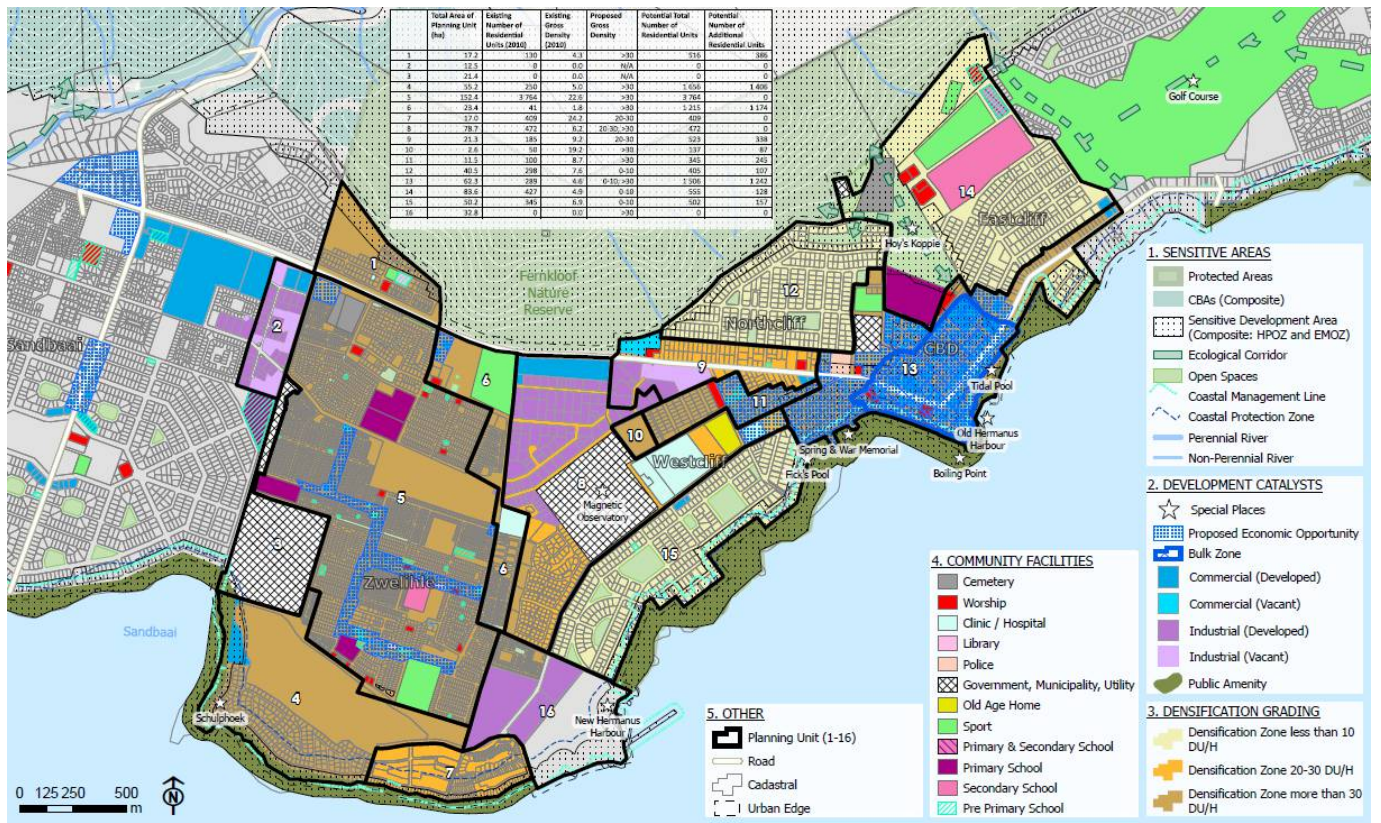 Total Area of Planning Unit (ha) Existing Number of Residential Units (2010) Existing Gross Density (2010) Proposed Gross Density Potential Total Number of Residential Units Potential Number of Additional Residential Units
1 17.2 130 4.3 >30 516 386
2 12.5 0 0.0 N/A 0 0
3 21.4 0 0.0 N/A 0 0
4 55.2 250 5.0 >30 1 656 1 406
5 152.4 3 764 22.6 >30 3 764 0
6 23.4 41 1.8 >30 1 215 1 174
7 17.0 409 24.2 20-30 409 0
8 78.7 472 6.2 20-30; >30 472 0
9 21.3 185 9.2 20-30 523 338
10 2.6 50 19.2 >30 137 87
11 11.5 100 8.7 >30 345 245
12 40.5 298 7.6 0-10 405 107
13 62.3 289 4.6 0-10; >30 1 506 1 242
14 83.6 427 4.9 0-10 555 128
15 50.2 345 6.9 0-10 502 157
16 32.8 0 0.0 >30 0 0
Golf Course
14
Eastcliff
Hoy's Koppie
1
Fernkloof
Nature
Reserve
12
Northcliff
2
Sandbaai
CBD
13
6
9
Tidal Pool
11
10
Old Hermanus
Harbour
Spring & War Memorial
Westcliff
Fick's Pool
Boiling Point
5
8
Magnetic
Observatory
3
15
6
Zwelihle
Sandbaai
4
16
Schulphoek
New Hermanus
Harbour
7
0 125 250 500
m
N
1. SENSITIVE AREAS
Protected Areas
CBAs (Composite)
Sensitive Development Area
(Composite: HPOZ and EMOZ)
Ecological Corridor
Open Spaces
Coastal Management Line
Coastal Protection Zone
Perennial River
Non-Perennial River
2. DEVELOPMENT CATALYSTS
Special Places
Proposed Economic Opportunity
Bulk Zone
Commercial (Developed)
Commercial (Vacant)
Industrial (Developed)
Industrial (Vacant)
Public Amenity
3. DENSIFICATION GRADING
Densification Zone less than 10
DU/H
Densification Zone 20-30 DU/H
Densification Zone more than 30
DU/H
4. COMMUNITY FACILITIES
Cemetery
Worship
Clinic / Hospital
Library
Police
Government, Municipality, Utility
Old Age Home
Sport
Primary & Secondary School
Primary School
Secondary School
Pre Primary School
5. OTHER
Planning Unit (1-16)
Road
Cadastral
Urban Edge